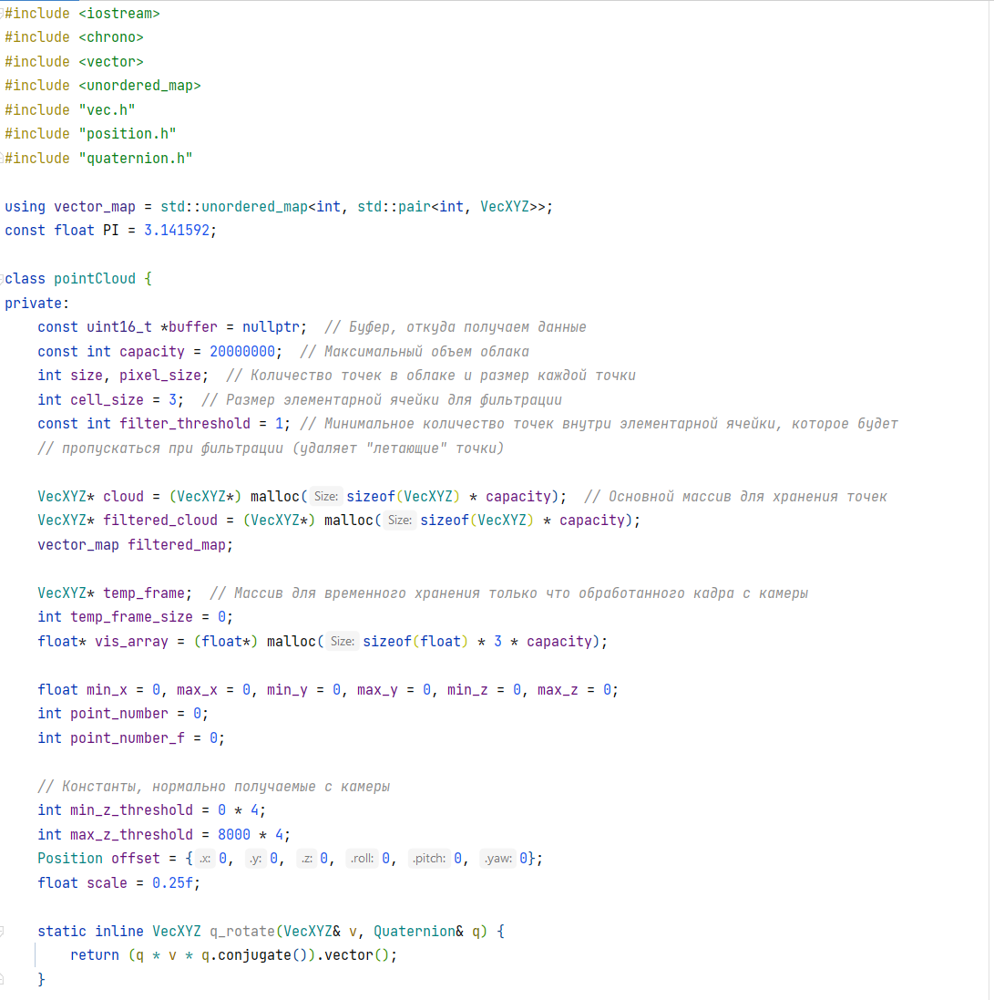 #include <iostream>
#include <chrono>
#include <vector>
#include <unordered_map>
#include "vec.h"
#include "position.h"
#include "quaternion.h"

using vector_map = std::unordered_map<int, std::pair<int, VecXYZ>>;
const float PI = 3.141592;

class pointCloud {
private:
    const uint16_t *buffer = nullptr;  // Буфер, откуда получаем данные
    const int capacity = 20000000;  // Максимальный объем облака
    int size, pixel_size;  // Количество точек в облаке и размер каждой точки
    int cell_size = 3;  // Размер элементарной ячейки для фильтрации
    const int filter_threshold = 1; // Минимальное количество точек внутри элементарной ячейки, которое будет
    // пропускаться при фильтрации (удаляет "летающие" точки)

    VecXYZ* cloud = (VecXYZ*) malloc( Size: sizeof(VecXYZ) * capacity);  // Основной массив для хранения точек
    VecXYZ* filtered_cloud = (VecXYZ*) malloc( Size: sizeof(VecXYZ) * capacity);
    vector_map filtered_map;

    VecXYZ* temp_frame;  // Массив для временного хранения только что обработанного кадра с камеры
    int temp_frame_size = 0;
    float* vis_array = (float*) malloc( Size: sizeof(float) * 3 * capacity);

    float min_x = 0, max_x = 0, min_y = 0, max_y = 0, min_z = 0, max_z = 0;
    int point_number = 0;
    int point_number_f = 0;

    // Константы, нормально получаемые с камеры
    int min_z_threshold = 0 * 4;
    int max_z_threshold = 8000 * 4;
    Position offset = { .x: 0, .y: 0, .z: 0, .roll: 0, .pitch: 0, .yaw: 0};
    float scale = 0.25f;

    static inline VecXYZ q_rotate(VecXYZ& v, Quaternion& q) {
        return (q * v * q.conjugate()).vector();
    }